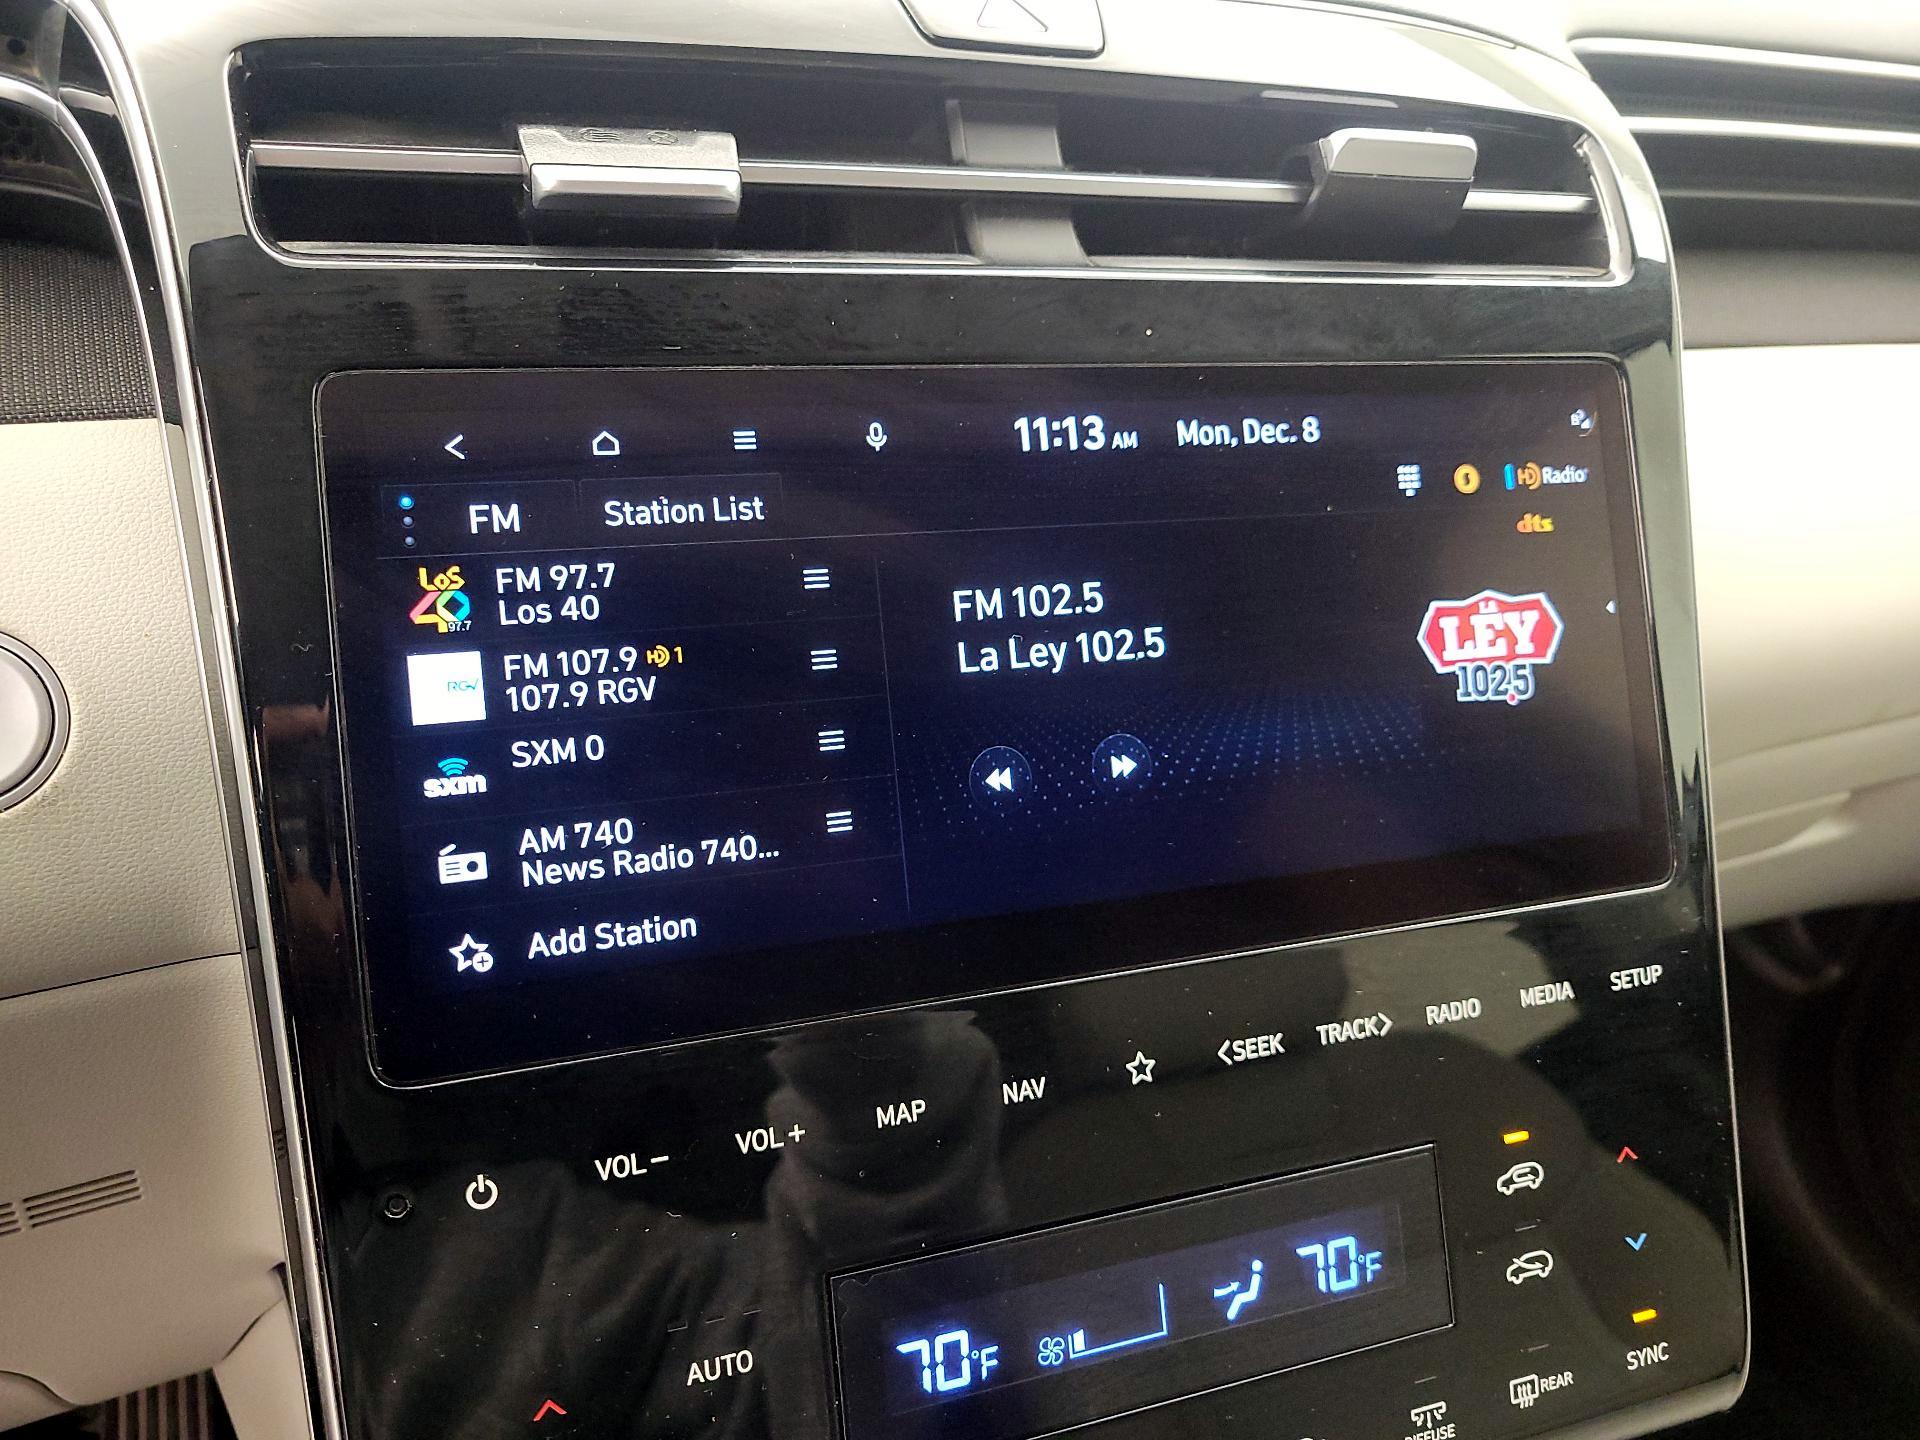 11:13 AM Mon, Dec. 8
HD Radio
FM Station List
dts
LOS
40
97.7
FM 97.7
Los 40
FM 102.5
La Ley 102.5
LA
LEY
102.5
RGV
FM 107.9 HD 1
107.9 RGV
SXM 0
sxm
AM 740
News Radio 740...
Add Station
VOL− VOL+ MAP NAV <SEEK TRACK> RADIO MEDIA SETUP
70°F 70°F
AUTO
SYNC
REAR
DIFFUSE